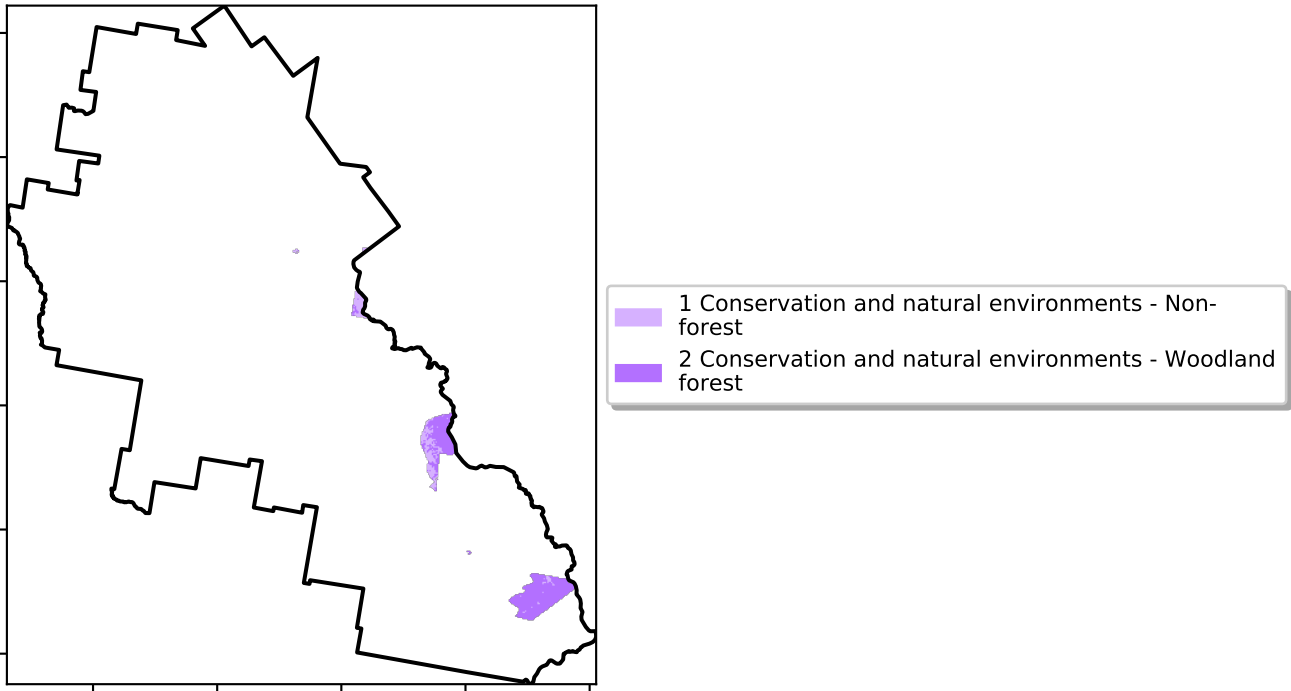 1 Conservation and natural environments - Non-
forest
2 Conservation and natural environments - Woodland
forest